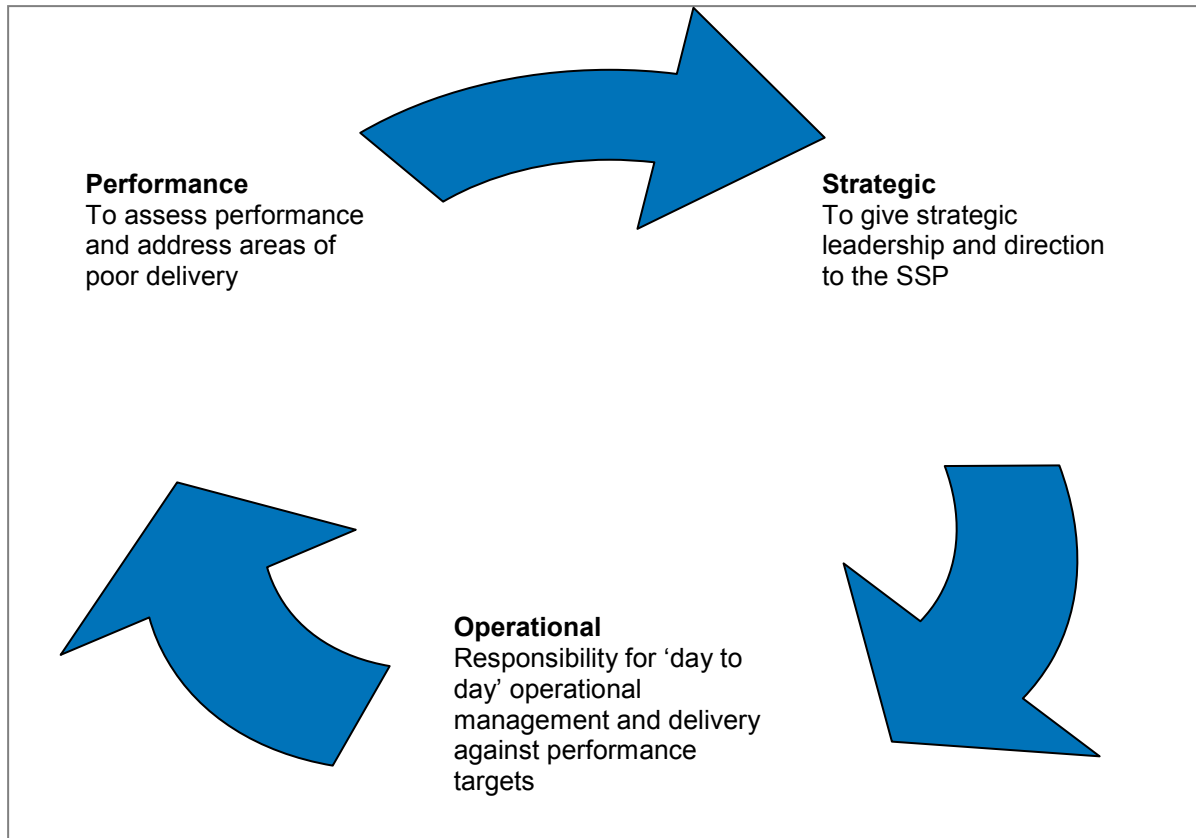 Performance
To assess performance
and address areas of
poor delivery
Strategic
To give strategic
leadership and direction
to the SSP
Operational
Responsibility for ‘day to
day’ operational
management and delivery
against performance
targets